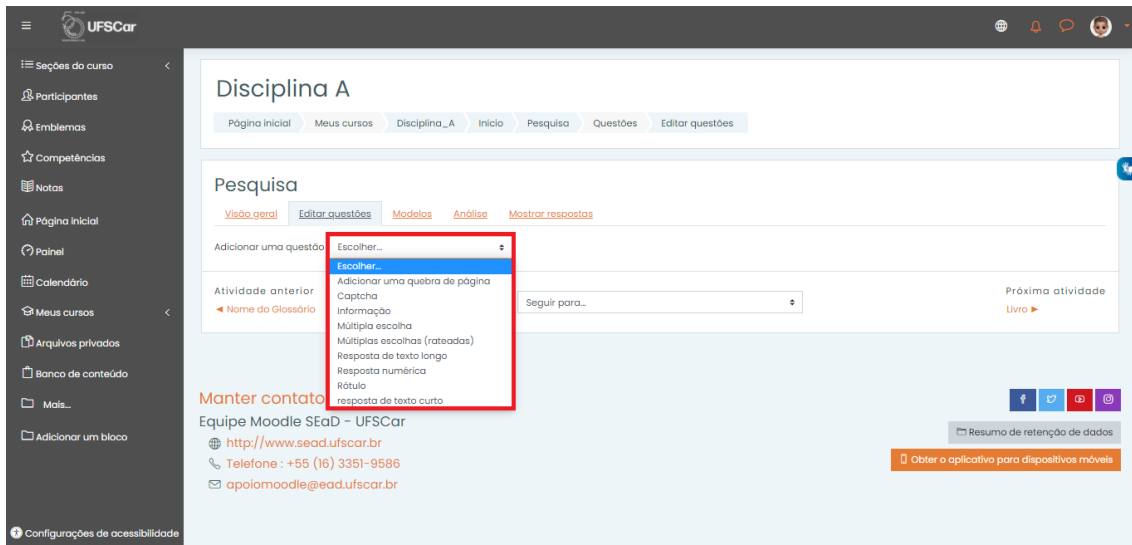 UFSCar
Seções do curso
Participantes
Emblemas
Competências
Notas
Página inicial
Painel
Calendário
Meus cursos
Arquivos privados
Banco de conteúdo
Mais...
Adicionar um bloco
Configurações de acessibilidade
Disciplina A
Página inicial Meus cursos Disciplina_A Início Pesquisa Questões Editar questões
Pesquisa
Visão geral Editar questões Modelos Análise Mostrar respostas
Adicionar uma questão Escolher...
Escolher...
Adicionar uma quebra de página
Captcha
Informação
Múltipla escolha
Múltiplas escolhas (rateadas)
Resposta de texto longo
Resposta numérica
Rótulo
resposta de texto curto
Atividade anterior
◄ Nome do Glossário
Seguir para...
Próxima atividade
Livro ►
Manter contato
Equipe Moodle SEaD - UFSCar
http://www.sead.ufscar.br
Telefone : +55 (16) 3351-9586
apoiomoodle@ead.ufscar.br
Resumo de retenção de dados
Obter o aplicativo para dispositivos móveis